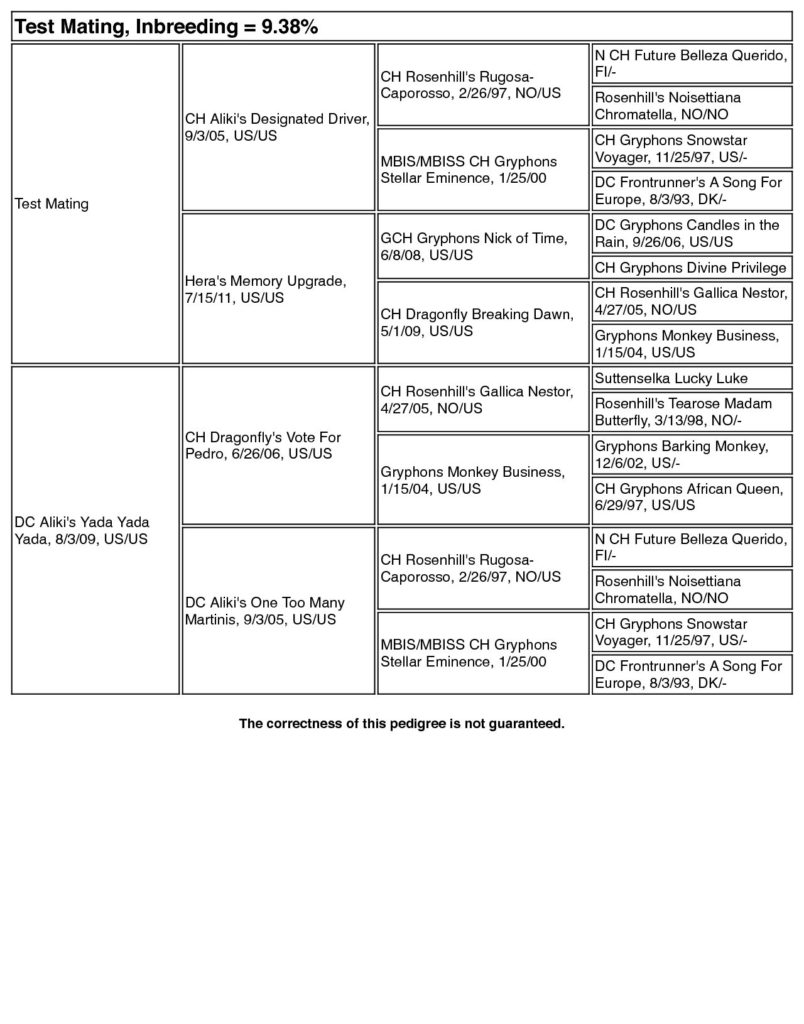 Test Mating, Inbreeding = 9.38%
Test Mating
CH Aliki's Designated Driver,
9/3/05, US/US
CH Rosenhill's Rugosa-
Caporosso, 2/26/97, NO/US
N CH Future Belleza Querido,
FI/-
Rosenhill's Noisettiana
Chromatella, NO/NO
MBIS/MBISS CH Gryphons
Stellar Eminence, 1/25/00
CH Gryphons Snowstar
Voyager, 11/25/97, US/-
DC Frontrunner's A Song For
Europe, 8/3/93, DK/-
Hera's Memory Upgrade,
7/15/11, US/US
GCH Gryphons Nick of Time,
6/8/08, US/US
DC Gryphons Candles in the
Rain, 9/26/06, US/US
CH Gryphons Divine Privilege
CH Dragonfly Breaking Dawn,
5/1/09, US/US
CH Rosenhill's Gallica Nestor,
4/27/05, NO/US
Gryphons Monkey Business,
1/15/04, US/US
DC Aliki's Yada Yada
Yada, 8/3/09, US/US
CH Dragonfly's Vote For
Pedro, 6/26/06, US/US
CH Rosenhill's Gallica Nestor,
4/27/05, NO/US
Suttenselka Lucky Luke
Rosenhill's Tearose Madam
Butterfly, 3/13/98, NO/-
Gryphons Monkey Business,
1/15/04, US/US
Gryphons Barking Monkey,
12/6/02, US/-
CH Gryphons African Queen,
6/29/97, US/US
DC Aliki's One Too Many
Martinis, 9/3/05, US/US
CH Rosenhill's Rugosa-
Caporosso, 2/26/97, NO/US
N CH Future Belleza Querido,
FI/-
Rosenhill's Noisettiana
Chromatella, NO/NO
MBIS/MBISS CH Gryphons
Stellar Eminence, 1/25/00
CH Gryphons Snowstar
Voyager, 11/25/97, US/-
DC Frontrunner's A Song For
Europe, 8/3/93, DK/-
The correctness of this pedigree is not guaranteed.